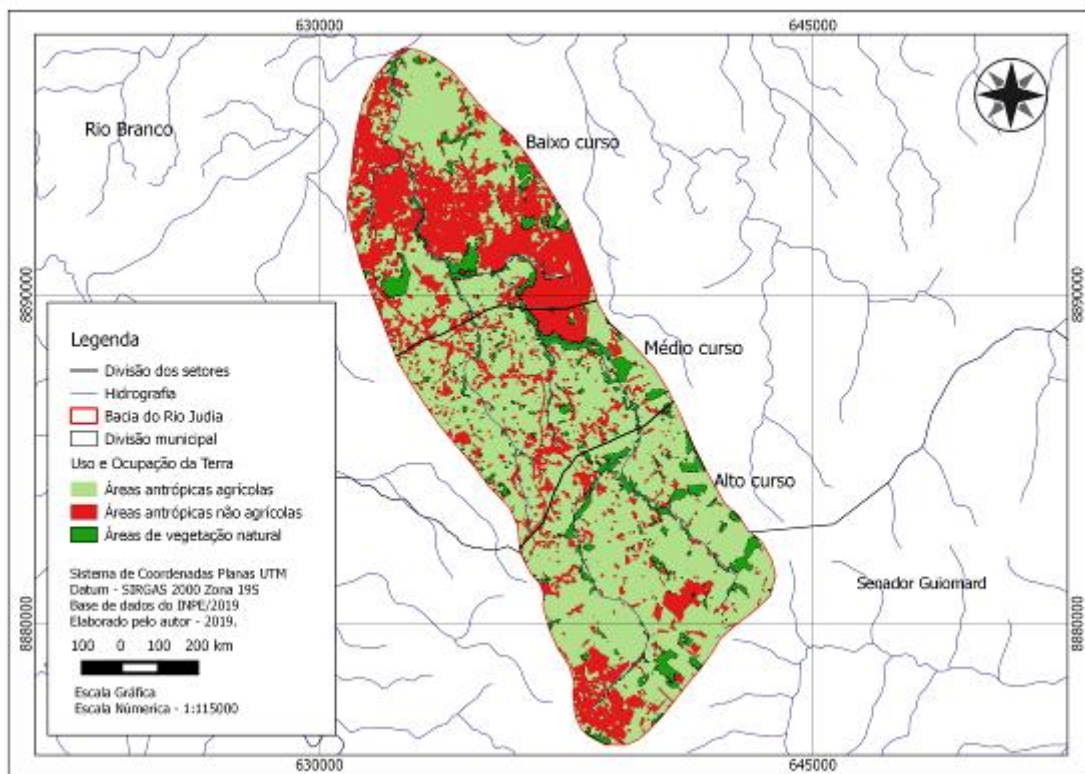 630000
645000
Rio Branco
Baixo curso
8890000
8890000
Legenda
Divisão dos setores
Hidrografia
Bacia do Rio Judia
Divisão municipal
Uso e Ocupação da Terra
Áreas antrópicas agrícolas
Áreas antrópicas não agrícolas
Áreas de vegetação natural
Médio curso
Alto curso
Senador Guiomard
Sistema de Coordenadas Planas UTM
Datum - SIRGAS 2000 Zona 19S
Base de dados do INPE/2019
Elaborado pelo autor - 2019.
100 0 100 200 km
Escala Gráfica
Escala Númerica - 1:115000
8880000
8880000
630000
645000